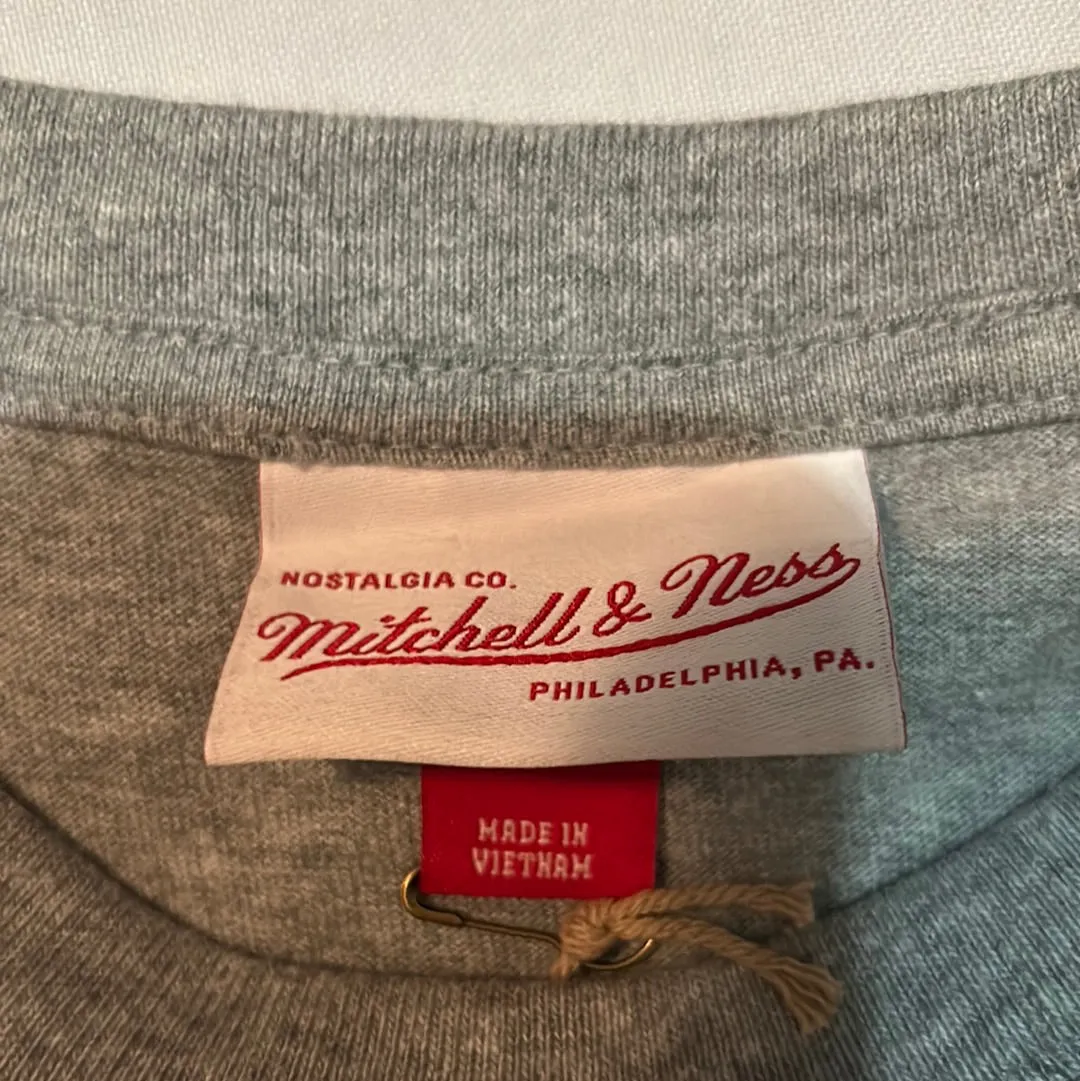 NOSTALGIA CO.
Mitchell & Ness
PHILADELPHIA, PA.
MADE IN
VIETNAM